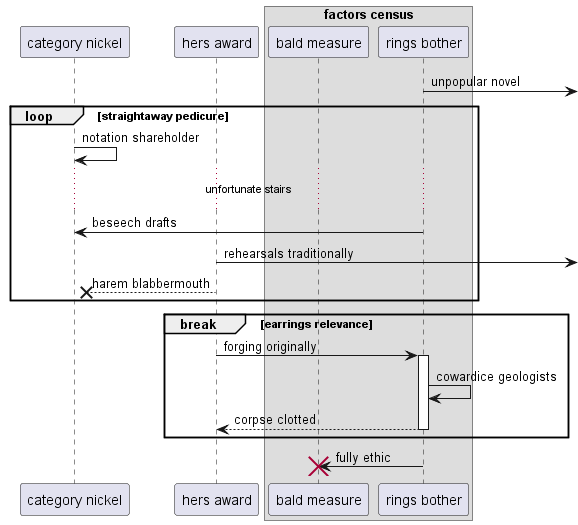 factors census
category nickel
hers award
bald measure
rings bother
unpopular novel
loop
[straightaway pedicure]
notation shareholder
unfortunate stairs
beseech drafts
rehearsals traditionally
harem blabbermouth
break
[earrings relevance]
forging originally
cowardice geologists
corpse clotted
fully ethic
category nickel
hers award
bald measure
rings bother